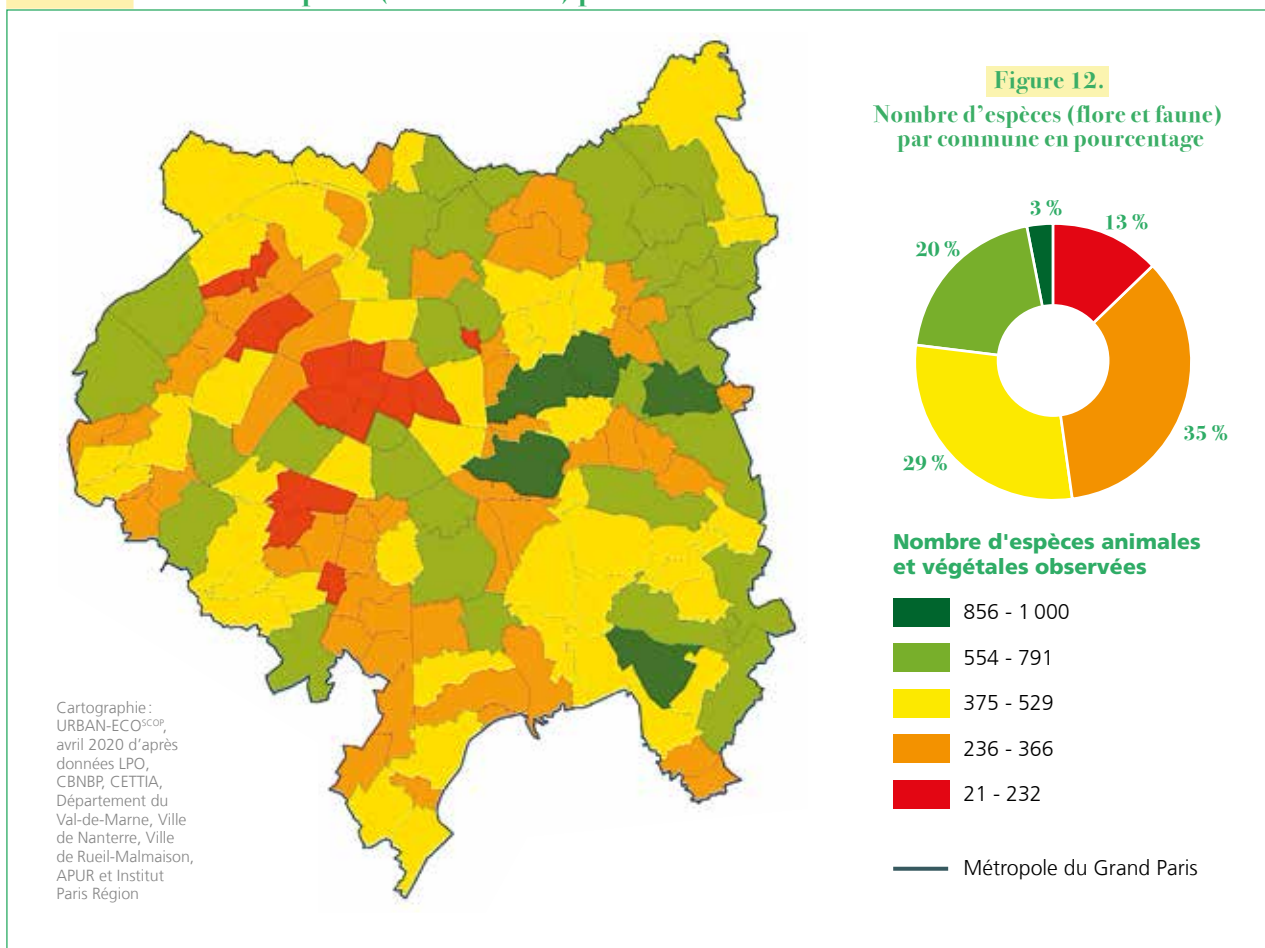 Figure 12.
Nombre d'espèces (flore et faune)
par commune en pourcentage
3 %
13 %
20 %
35 %
29 %
Nombre d'espèces animales
et végétales observées
856 - 1 000
554 - 791
375 - 529
236 - 366
21 - 232
Métropole du Grand Paris
Cartographie :
URBAN-ECOSCOP,
avril 2020 d'après
données LPO,
CBNBP, CETTIA,
Département du
Val-de-Marne, Ville
de Nanterre, Ville
de Rueil-Malmaison,
APUR et Institut
Paris Région